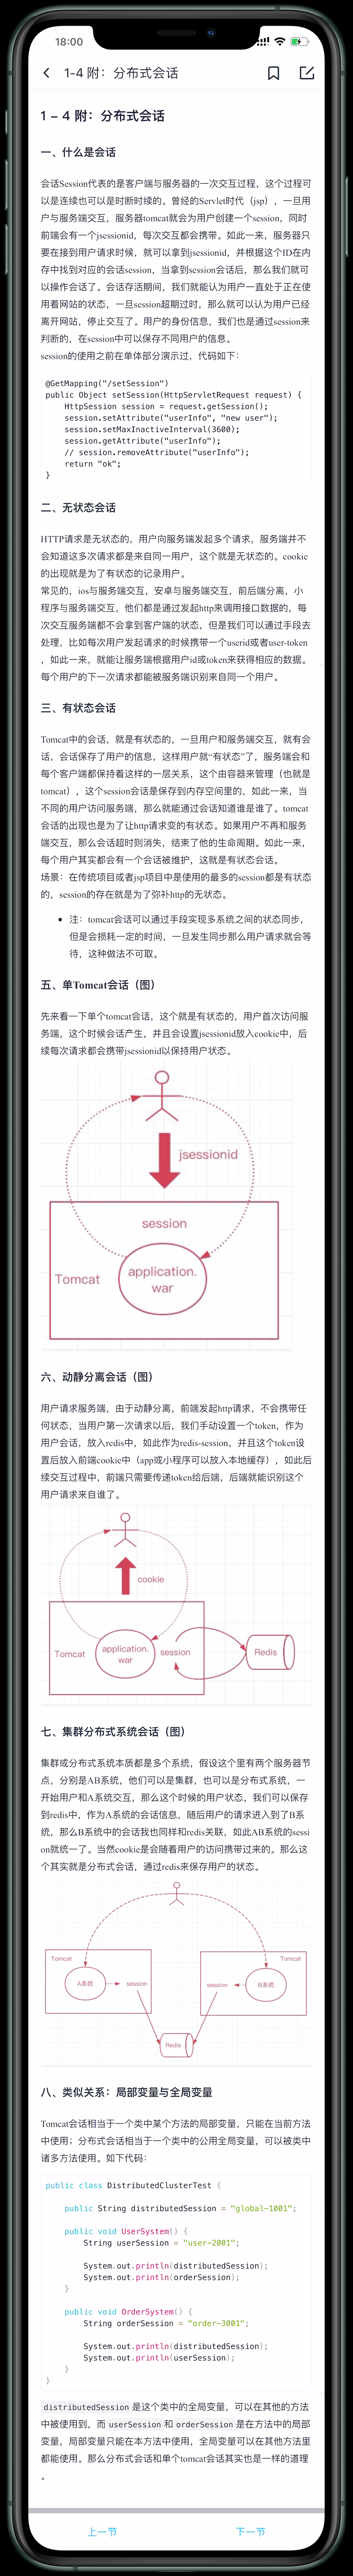 18:00
1-4 附：分布式会话
1 – 4 附：分布式会话
一、什么是会话
会话Session代表的是客户端与服务器的一次交互过程，这个过程可
以是连续也可以是时断时续的。曾经的Servlet时代（jsp），一旦用
户与服务端交互，服务器tomcat就会为用户创建一个session，同时
前端会有一个jsessionid，每次交互都会携带。如此一来，服务器只
要在接到用户请求时候，就可以拿到jsessionid，并根据这个ID在内
存中找到对应的会话session，当拿到session会话后，那么我们就可
以操作会话了。会话存活期间，我们就能认为用户一直处于正在使
用着网站的状态，一旦session超期过时，那么就可以认为用户已经
离开网站，停止交互了。用户的身份信息，我们也是通过session来
判断的，在session中可以保存不同用户的信息。
session的使用之前在单体部分演示过，代码如下：
@GetMapping("/setSession")
public Object setSession(HttpServletRequest request) {
HttpSession session = request.getSession();
session.setAttribute("userInfo", "new user");
session.setMaxInactiveInterval(3600);
session.getAttribute("userInfo");
// session.removeAttribute("userInfo");
return "ok";
}
二、无状态会话
HTTP请求是无状态的，用户向服务端发起多个请求，服务端并不
会知道这多次请求都是来自同一用户，这个就是无状态的。cookie
的出现就是为了有状态的记录用户。
常见的，ios与服务端交互，安卓与服务端交互，前后端分离，小
程序与服务端交互，他们都是通过发起http来调用接口数据的，每
次交互服务端都不会拿到客户端的状态，但是我们可以通过手段去
处理，比如每次用户发起请求的时候携带一个userid或者user-token
，如此一来，就能让服务端根据用户id或token来获得相应的数据。
每个用户的下一次请求都能被服务端识别来自同一个用户。
三、有状态会话
Tomcat中的会话，就是有状态的，一旦用户和服务端交互，就有会
话，会话保存了用户的信息，这样用户就“有状态”了，服务端会和
每个客户端都保持着这样的一层关系，这个由容器来管理（也就是
tomcat），这个session会话是保存到内存空间里的，如此一来，当
不同的用户访问服务端，那么就能通过会话知道谁是谁了。tomcat
会话的出现也是为了让http请求变的有状态。如果用户不再和服务
端交互，那么会话超时则消失，结束了他的生命周期。如此一来，
每个用户其实都会有一个会话被维护，这就是有状态会话。
场景：在传统项目或者jsp项目中是使用的最多的session都是有状态
的，session的存在就是为了弥补http的无状态。
注：tomcat会话可以通过手段实现多系统之间的状态同步，
但是会损耗一定的时间，一旦发生同步那么用户请求就会等
待，这种做法不可取。
五、单Tomcat会话（图）
先来看一下单个tomcat会话，这个就是有状态的，用户首次访问服
务端，这个时候会话产生，并且会设置jsessionid放入cookie中，后
续每次请求都会携带jsessionid以保持用户状态。
jsessionid
session
Tomcat
application.
war
六、动静分离会话（图）
用户请求服务端，由于动静分离，前端发起http请求，不会携带任
何状态，当用户第一次请求以后，我们手动设置一个token，作为
用户会话，放入redis中，如此作为redis-session，并且这个token设
置后放入前端cookie中（app或小程序可以放入本地缓存），如此后
续交互过程中，前端只需要传递token给后端，后端就能识别这个
用户请求来自谁了。
cookie
Tomcat
application.
war
session
Redis
七、集群分布式系统会话（图）
集群或分布式系统本质都是多个系统，假设这个里有两个服务器节
点，分别是AB系统，他们可以是集群，也可以是分布式系统，一
开始用户和A系统交互，那么这个时候的用户状态，我们可以保存
到redis中，作为A系统的会话信息，随后用户的请求进入到了B系
统，那么B系统中的会话我也同样和redis关联，如此AB系统的sessi
on就统一了。当然cookie是会随着用户的访问携带过来的。那么这
个其实就是分布式会话，通过redis来保存用户的状态。
Tomcat
Tomcat
A系统
session
session
B系统
Redis
八、类似关系：局部变量与全局变量
Tomcat会话相当于一个类中某个方法的局部变量，只能在当前方法
中使用；分布式会话相当于一个类中的公用全局变量，可以被类中
诸多方法使用。如下代码：
public class DistributedClusterTest {
public String distributedSession = "global-1001";
public void UserSystem() {
String userSession = "user-2001";
System.out.println(distributedSession);
System.out.println(orderSession);
}
public void OrderSystem() {
String orderSession = "order-3001";
System.out.println(distributedSession);
System.out.println(userSession);
}
}
distributedSession 是这个类中的全局变量，可以在其他的方法
中被使用到，而 userSession 和 orderSession 是在方法中的局部
变量，局部变量只能在本方法中使用，全局变量可以在其他方法里
都能使用。那么分布式会话和单个tomcat会话其实也是一样的道理
。
上一节
下一节